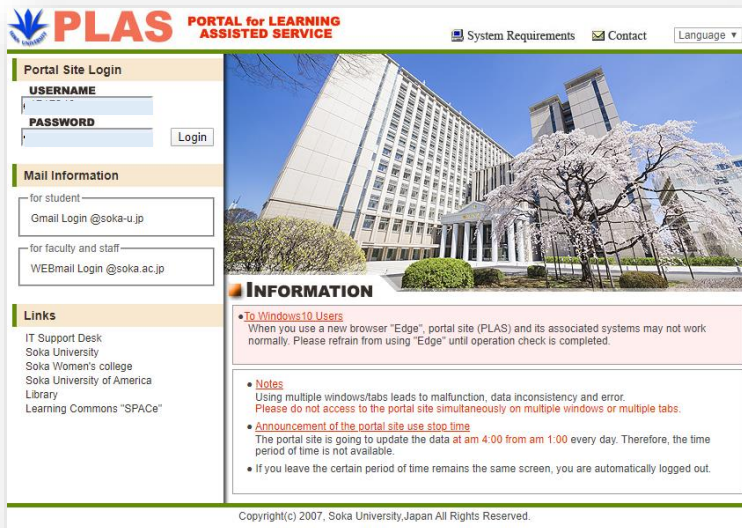 SOKA UNIVERSITY
PLAS
PORTAL for LEARNING
ASSISTED SERVICE
System Requirements
Contact
Language ▼
Portal Site Login
USERNAME
PASSWORD
Login
Mail Information
for student
Gmail Login @soka-u.jp
for faculty and staff
WEBmail Login @soka.ac.jp
Links
IT Support Desk
Soka University
Soka Women's college
Soka University of America
Library
Learning Commons "SPACe"
INFORMATION
●To Windows10 Users
When you use a new browser "Edge", portal site (PLAS) and its associated systems may not work
normally. Please refrain from using "Edge" until operation check is completed.
● Notes
Using multiple windows/tabs leads to malfunction, data inconsistency and error.
Please do not access to the portal site simultaneously on multiple windows or multiple tabs.
● Announcement of the portal site use stop time
The portal site is going to update the data at am 4:00 from am 1:00 every day. Therefore, the time
period of time is not available.
● If you leave the certain period of time remains the same screen, you are automatically logged out.
Copyright(c) 2007, Soka University,Japan All Rights Reserved.